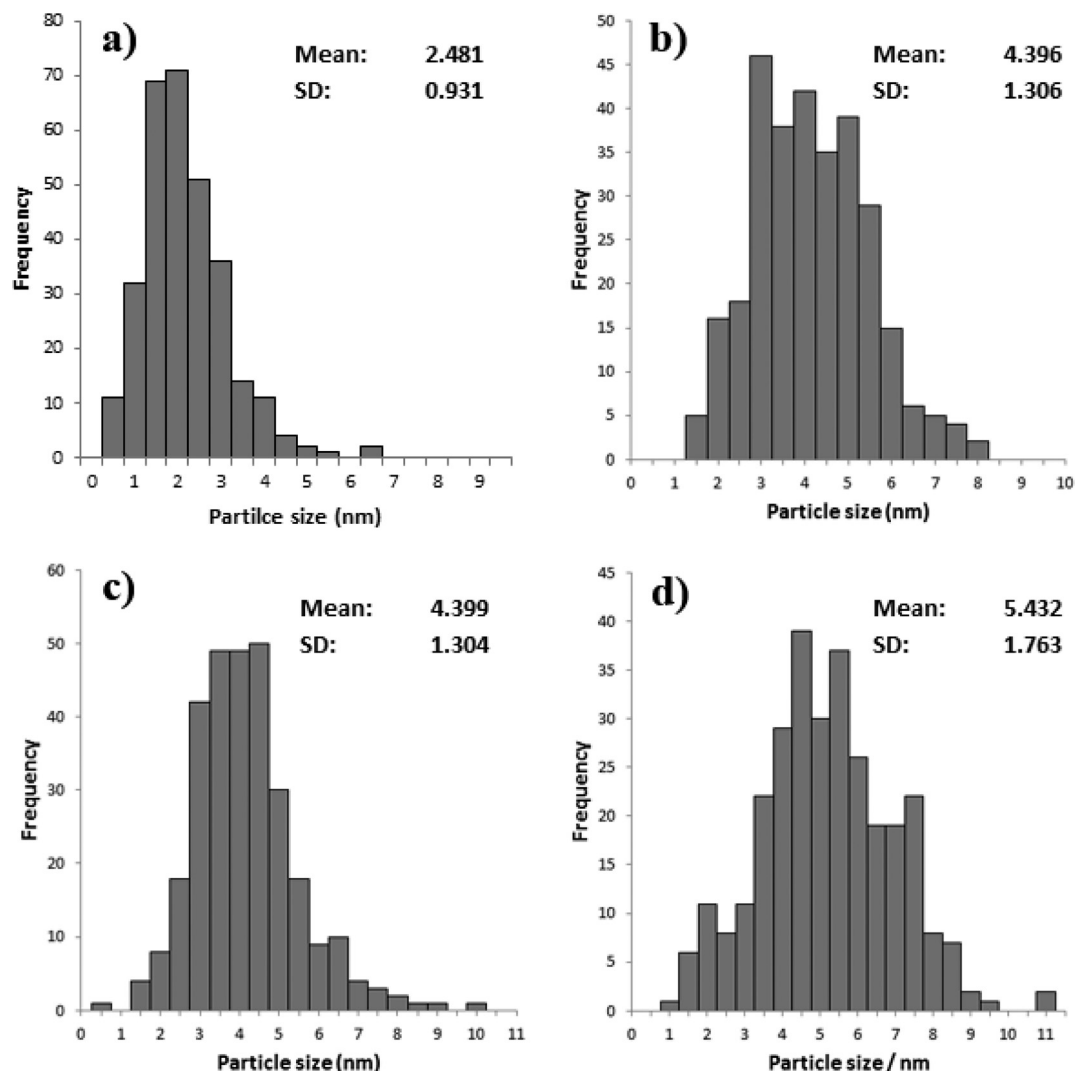 a)
Mean: 2.481
SD: 0.931
Frequency
80
70
60
50
40
30
20
10
0
0 1 2 3 4 5 6 7 8 9
Partilce size (nm)
b)
Mean: 4.396
SD: 1.306
Frequency
50
45
40
35
30
25
20
15
10
5
0
0 1 2 3 4 5 6 7 8 9 10
Particle size (nm)
c)
Mean: 4.399
SD: 1.304
Frequency
60
50
40
30
20
10
0
0 1 2 3 4 5 6 7 8 9 10 11
Particle size (nm)
d)
Mean: 5.432
SD: 1.763
Frequency
45
40
35
30
25
20
15
10
5
0
0 1 2 3 4 5 6 7 8 9 10 11
Particle size / nm